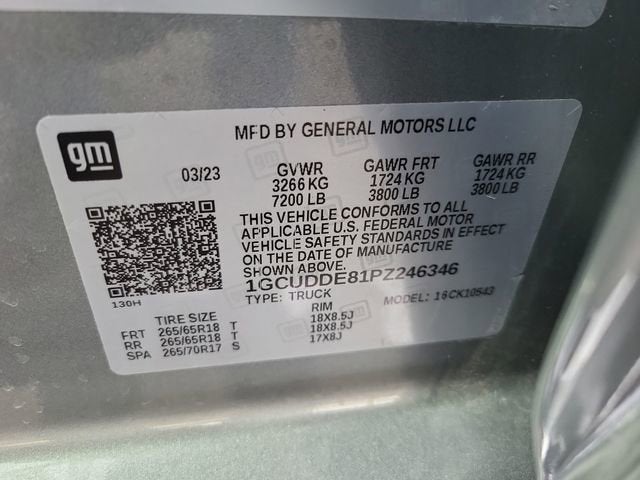 gm
MFD BY GENERAL MOTORS LLC
03/23 GVWR GAWR FRT GAWR RR
3266 KG 1724 KG 1724 KG
7200 LB 3800 LB 3800 LB
THIS VEHICLE CONFORMS TO ALL
APPLICABLE U.S. FEDERAL MOTOR
VEHICLE SAFETY STANDARDS IN EFFECT
ON THE DATE OF MANUFACTURE
SHOWN ABOVE.
1GCUDDE81PZ246346
130H TYPE: TRUCK MODEL: 16CK10543
TIRE SIZE RIM
FRT 265/65R18 T 18X8.5J
RR 265/65R18 T 18X8.5J
SPA 265/70R17 S 17X8J